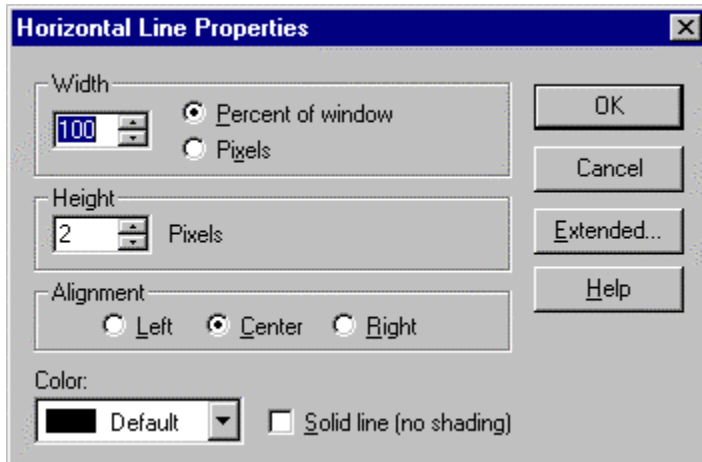 Horizontal Line Properties
Width
100
Percent of window
Pixels
OK
Cancel
Height
2 Pixels
Extended...
Help
Alignment
Left Center Right
Color:
Default
Solid line (no shading)